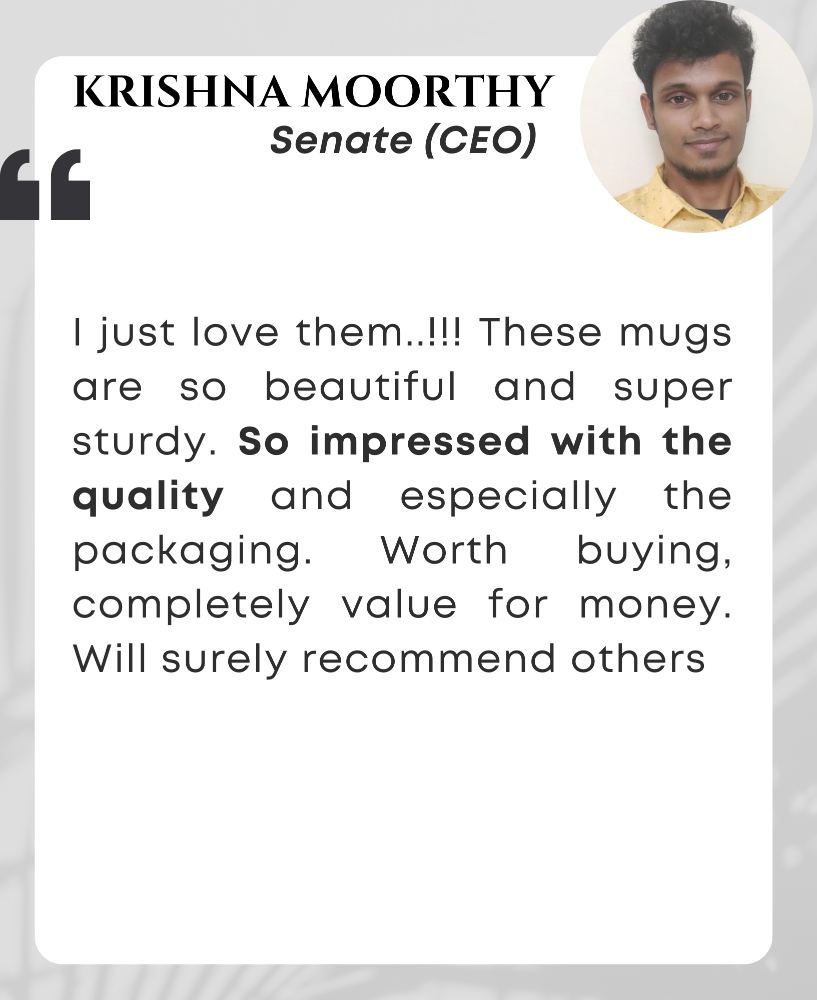 KRISHNA MOORTHY
Senate (CEO)
“
I just love them..!!! These mugs
are so beautiful and super
sturdy. So impressed with the
quality and especially the
packaging. Worth buying,
completely value for money.
Will surely recommend others